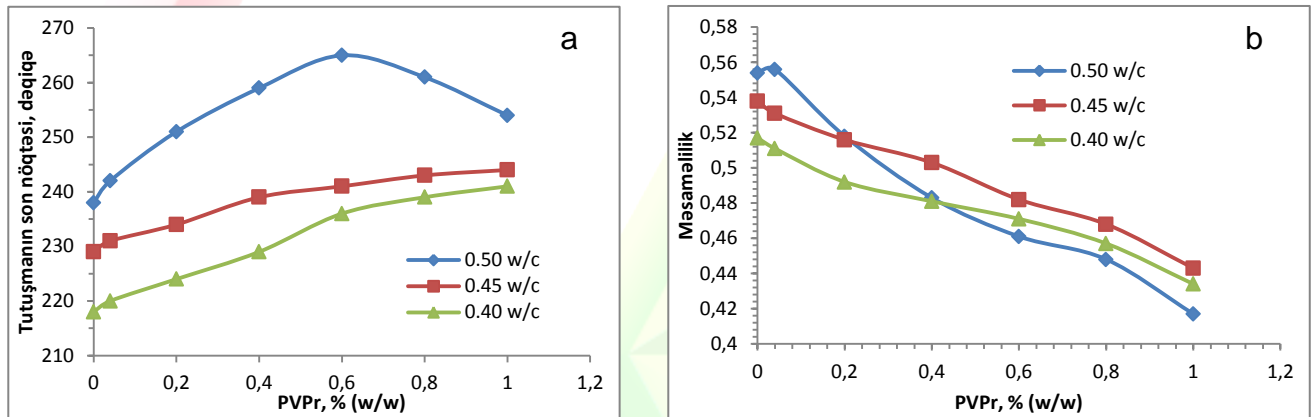 a
Tutuşmanın son nöqtəsi, dəqiqə
270
260
250
240
230
220
210
0.50 w/c
0.45 w/c
0.40 w/c
0 0,2 0,4 0,6 0,8 1 1,2
PVPr, % (w/w)
b
Məsaməlilik
0,58
0,56
0,54
0,52
0,5
0,48
0,46
0,44
0,42
0,4
0.50 w/c
0.45 w/c
0.40 w/c
0 0,2 0,4 0,6 0,8 1 1,2
PVPr, % (w/w)